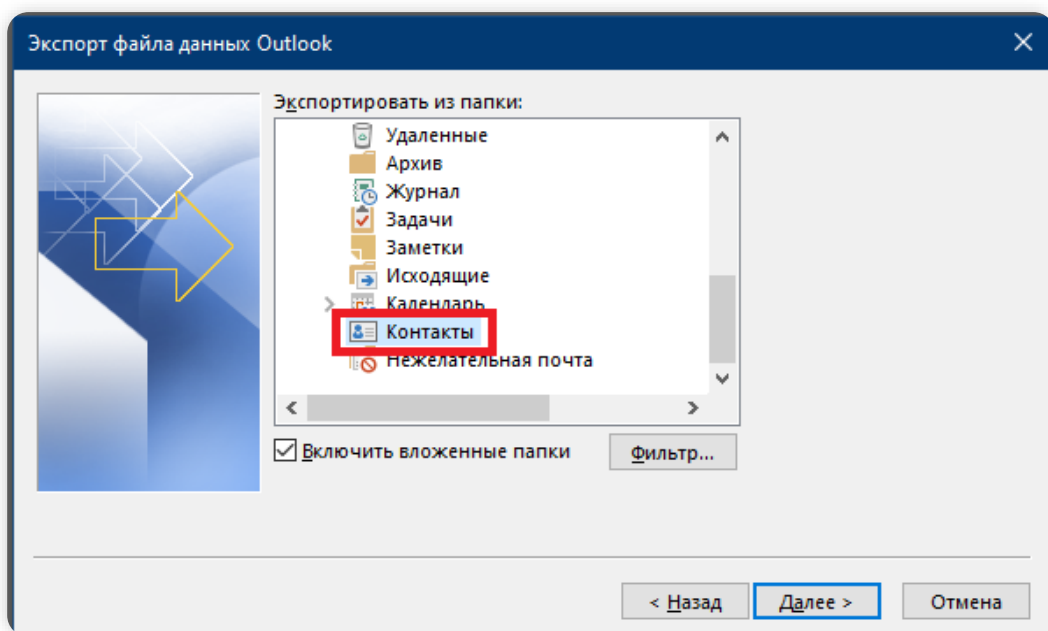 Экспорт файла данных Outlook
Экспортировать из папки:
Удаленные
Архив
Журнал
Задачи
Заметки
Исходящие
Календарь
Контакты
Нежелательная почта
Включить вложенные папки
Фильтр...
< Назад
Далее >
Отмена